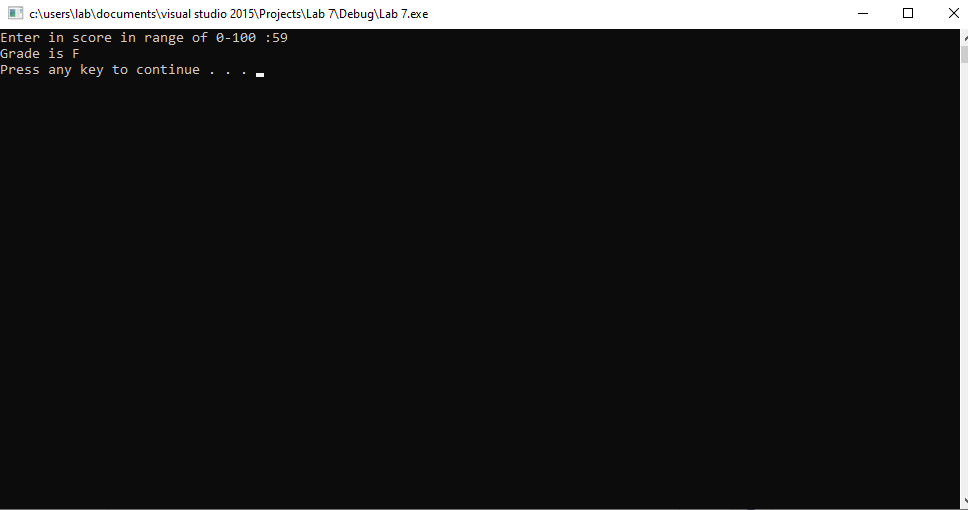 c:\users\lab\documents\visual studio 2015\Projects\Lab 7\Debug\Lab 7.exe
Enter in score in range of 0-100 :59
Grade is F
Press any key to continue . . .